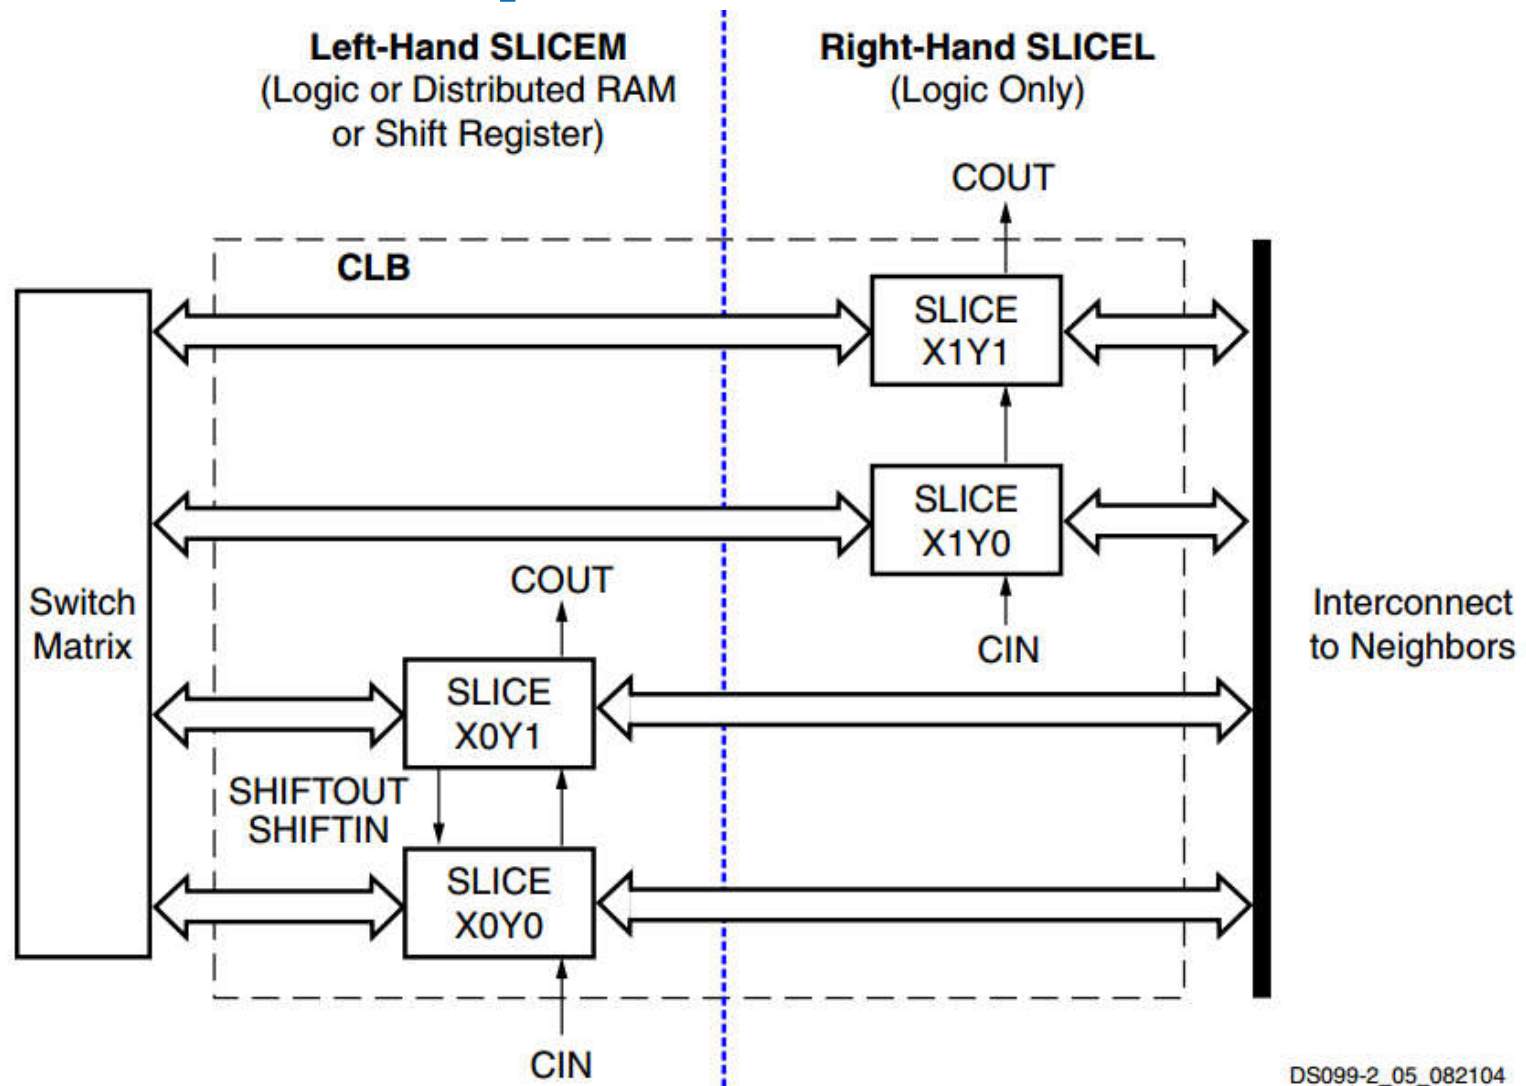 Left-Hand SLICEM
(Logic or Distributed RAM
or Shift Register)
Right-Hand SLICEL
(Logic Only)
COUT
CLB
SLICE
X1Y1
SLICE
X1Y0
CIN
COUT
Switch
Matrix
SLICE
X0Y1
SHIFTOUT
SHIFTIN
SLICE
X0Y0
CIN
Interconnect
to Neighbors
DS099-2_05_082104